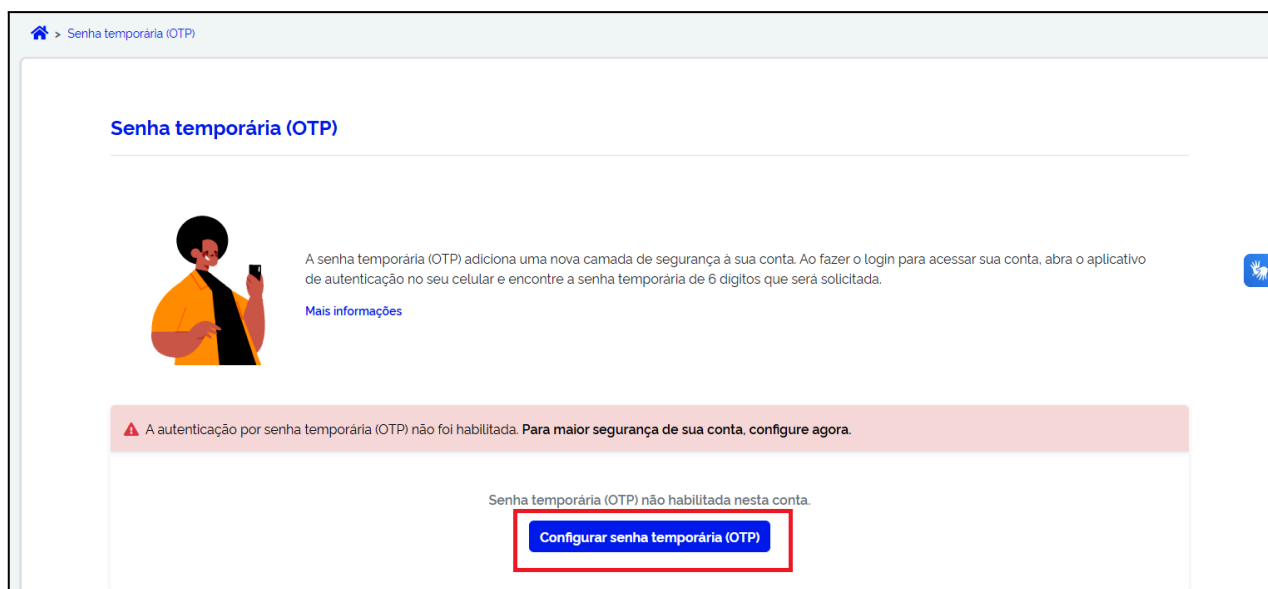 > Senha temporária (OTP)
Senha temporária (OTP)
A senha temporária (OTP) adiciona uma nova camada de segurança à sua conta. Ao fazer o login para acessar sua conta, abra o aplicativo
de autenticação no seu celular e encontre a senha temporária de 6 dígitos que será solicitada.
Mais informações
A autenticação por senha temporária (OTP) não foi habilitada. Para maior segurança de sua conta, configure agora.
Senha temporária (OTP) não habilitada nesta conta.
Configurar senha temporária (OTP)